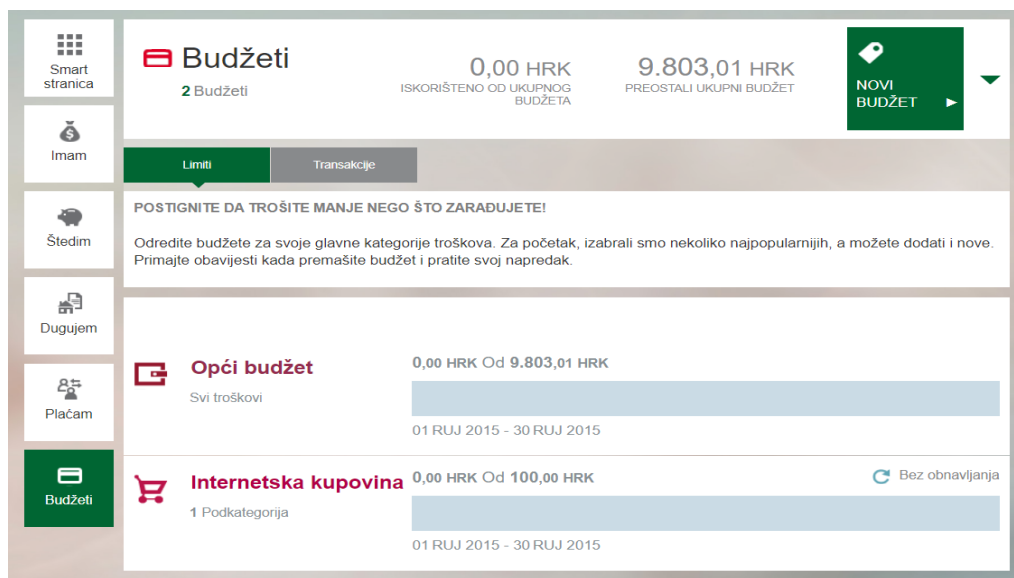 Smart
stranica
Imam
Štedim
Dugujem
Plaćam
Budžeti
Budžeti
2 Budžeti
0,00 HRK
ISKORIŠTENO OD UKUPNOG
BUDŽETA
9.803,01 HRK
PREOSTALI UKUPNI BUDŽET
NOVI
BUDŽET
Limiti
Transakcije
POSTIGNITE DA TROŠITE MANJE NEGO ŠTO ZARAĐUJETE!
Odredite budžete za svoje glavne kategorije troškova. Za početak, izabrali smo nekoliko najpopularnijih, a možete dodati i nove.
Primajte obavijesti kada premašite budžet i pratite svoj napredak.
Opći budžet
Svi troškovi
0,00 HRK Od 9.803,01 HRK
01 RUJ 2015 - 30 RUJ 2015
Internetska kupovina
1 Podkategorija
0,00 HRK Od 100,00 HRK
Bez obnavljanja
01 RUJ 2015 - 30 RUJ 2015